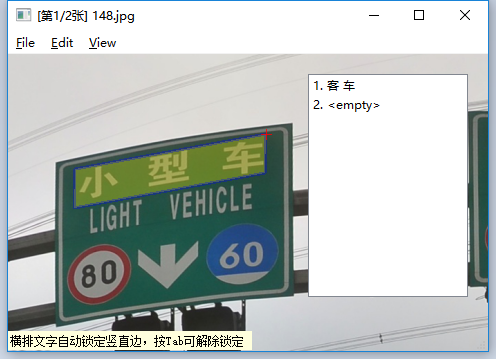 [第1/2张] 148.jpg
File Edit View
1. 客 车
2. <empty>
小 型 车
LIGHT VEHICLE
80
60
横排文字自动锁定竖直边，按Tab可解除锁定